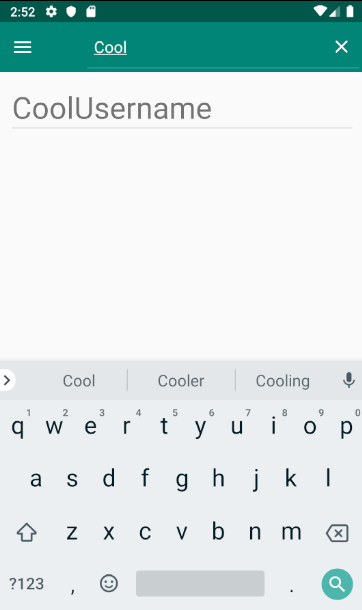 2:52
Cool
CoolUsername
Cool Cooler Cooling
1 2 3 4 5 6 7 8 9 0
q w e r t y u i o p
a s d f g h j k l
z x c v b n m
?123 , .